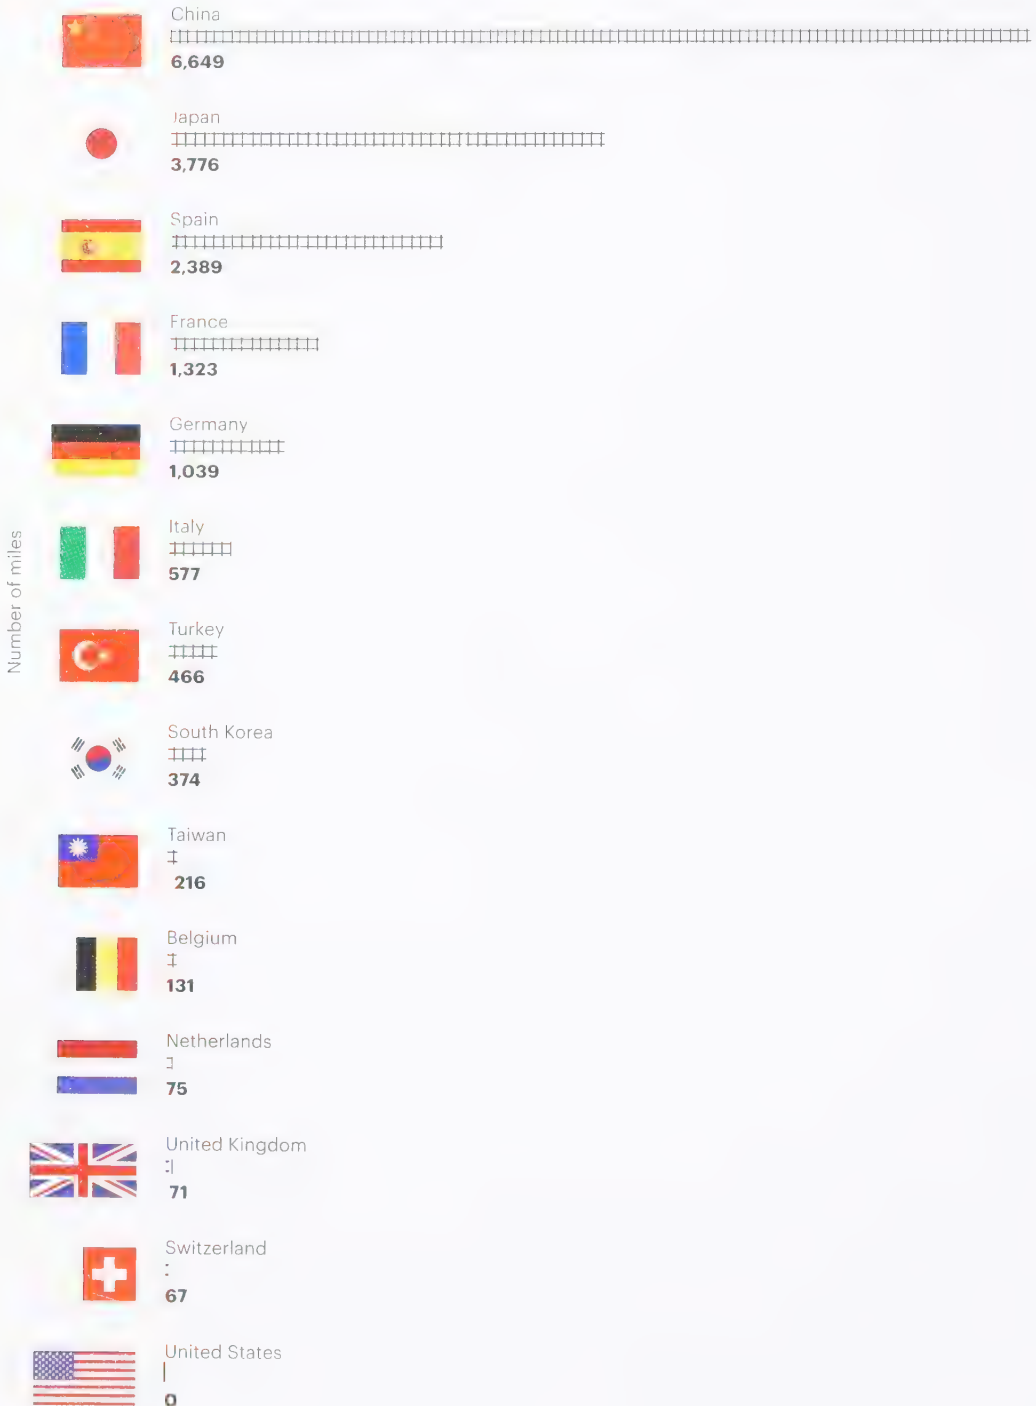 China
6,649
Japan
3,776
Spain
2,389
France
1,323
Germany
1,039
Number of miles
Italy
577
Turkey
466
South Korea
374
Taiwan
216
Belgium
131
Netherlands
75
United Kingdom
71
Switzerland
67
United States
0